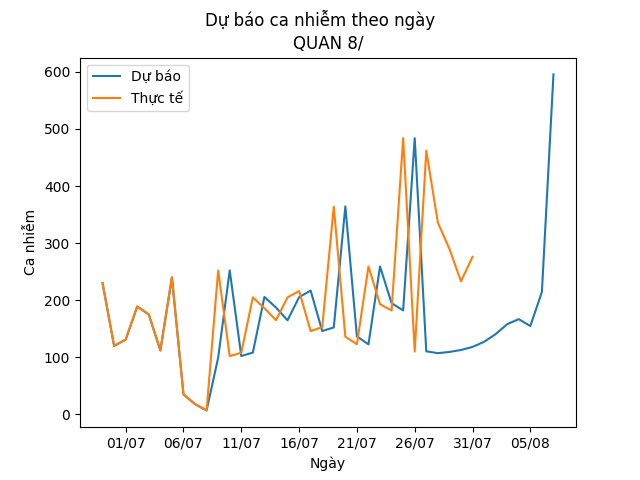 Dự báo ca nhiễm theo ngày
QUAN 8/
Dự báo
Thực tế
600
500
400
300
200
100
0
Ca nhiễm
01/07 06/07 11/07 16/07 21/07 26/07 31/07 05/08
Ngày